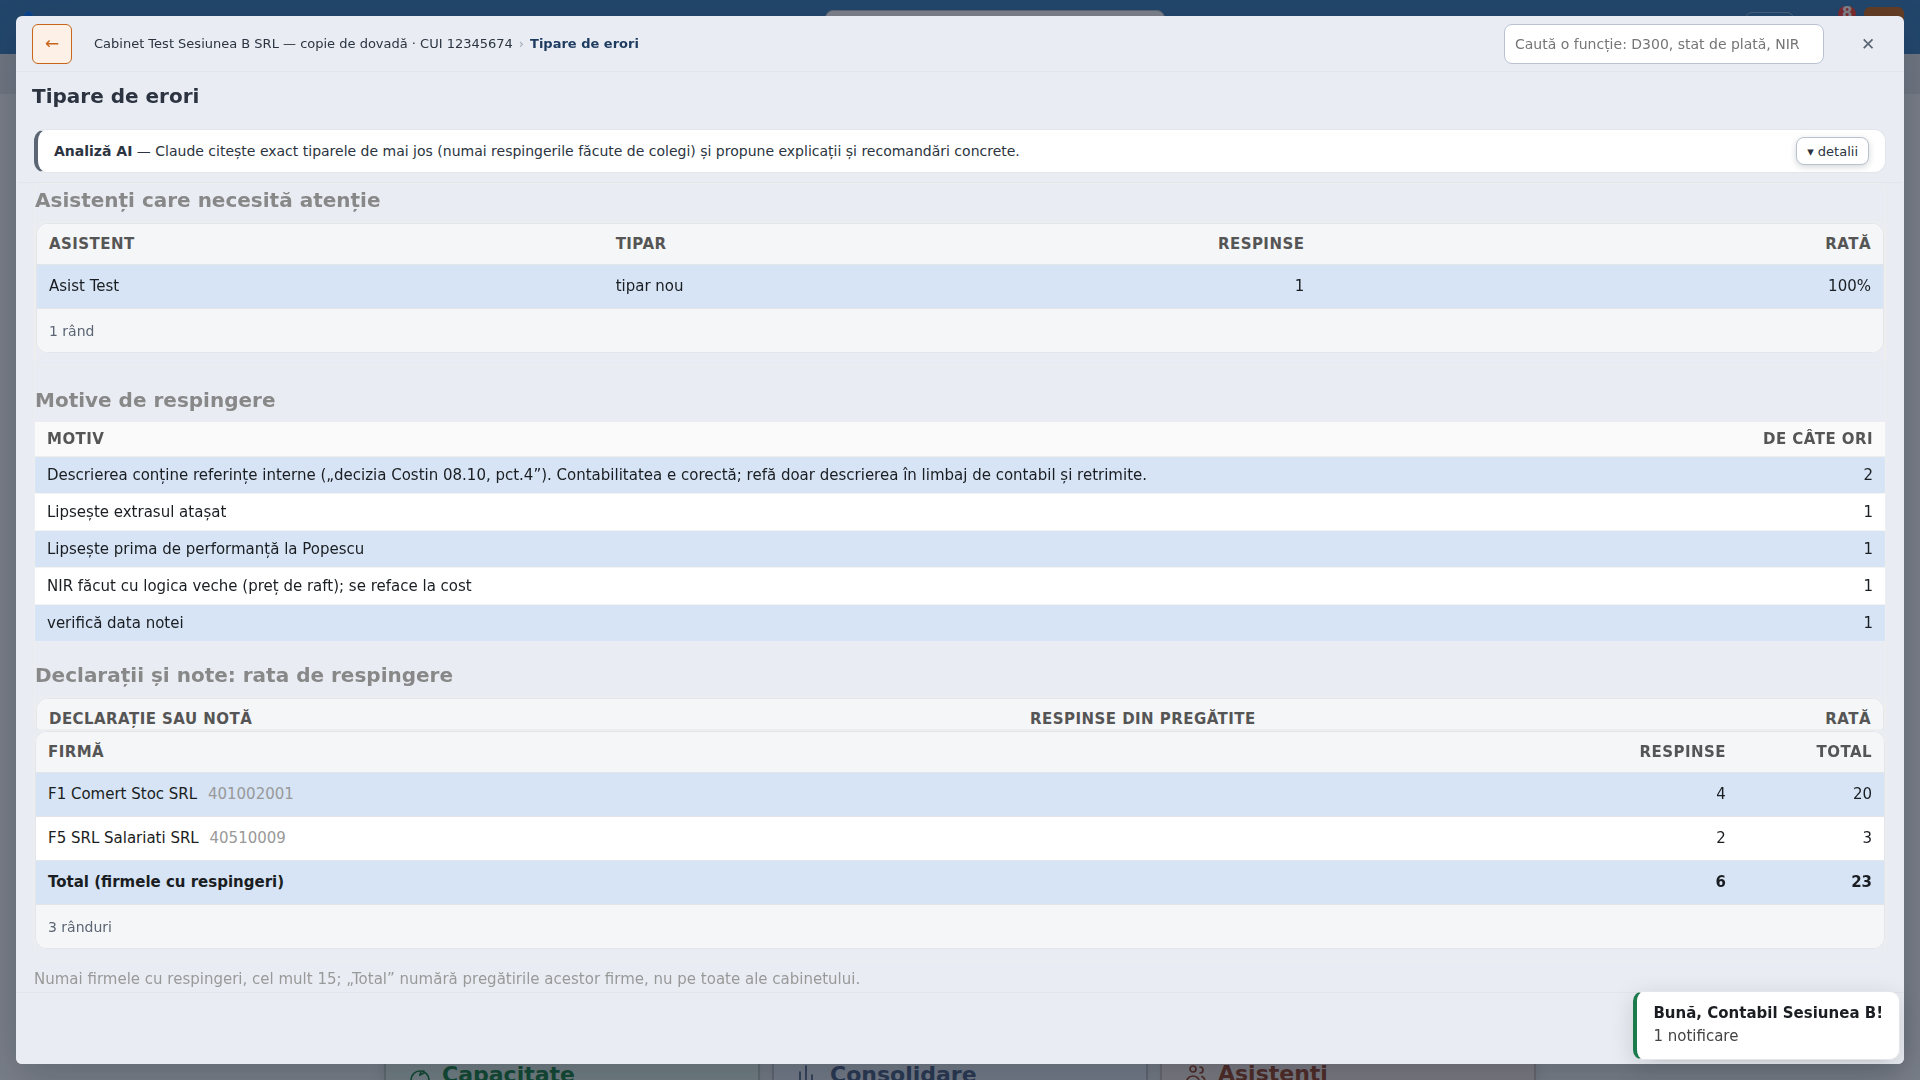 8
←
Cabinet Test Sesiunea B SRL — copie de dovadă · CUI 12345674 › Tipare de erori
Caută o funcție: D300, stat de plată, NIR
✕
Tipare de erori
Analiză AI — Claude citește exact tiparele de mai jos (numai respingerile făcute de colegi) și propune explicații și recomandări concrete.
▾ detalii
Asistenți care necesită atenție
ASISTENT TIPAR RESPINSE RATĂ
Asist Test tipar nou 1 100%
1 rând
Motive de respingere
MOTIV DE CÂTE ORI
Descrierea conține referințe interne („decizia Costin 08.10, pct.4”). Contabilitatea e corectă; refă doar descrierea în limbaj de contabil și retrimite. 2
Lipsește extrasul atașat 1
Lipsește prima de performanță la Popescu 1
NIR făcut cu logica veche (preț de raft); se reface la cost 1
verifică data notei 1
Declarații și note: rata de respingere
DECLARAȚIE SAU NOTĂ RESPINSE DIN PREGĂTITE RATĂ
FIRMĂ RESPINSE TOTAL
F1 Comert Stoc SRL 401002001 4 20
F5 SRL Salariati SRL 40510009 2 3
Total (firmele cu respingeri) 6 23
3 rânduri
Numai firmele cu respingeri, cel mult 15; „Total” numără pregătirile acestor firme, nu pe toate ale cabinetului.
Bună, Contabil Sesiunea B!
1 notificare
Capacitate Consolidare Asistenți